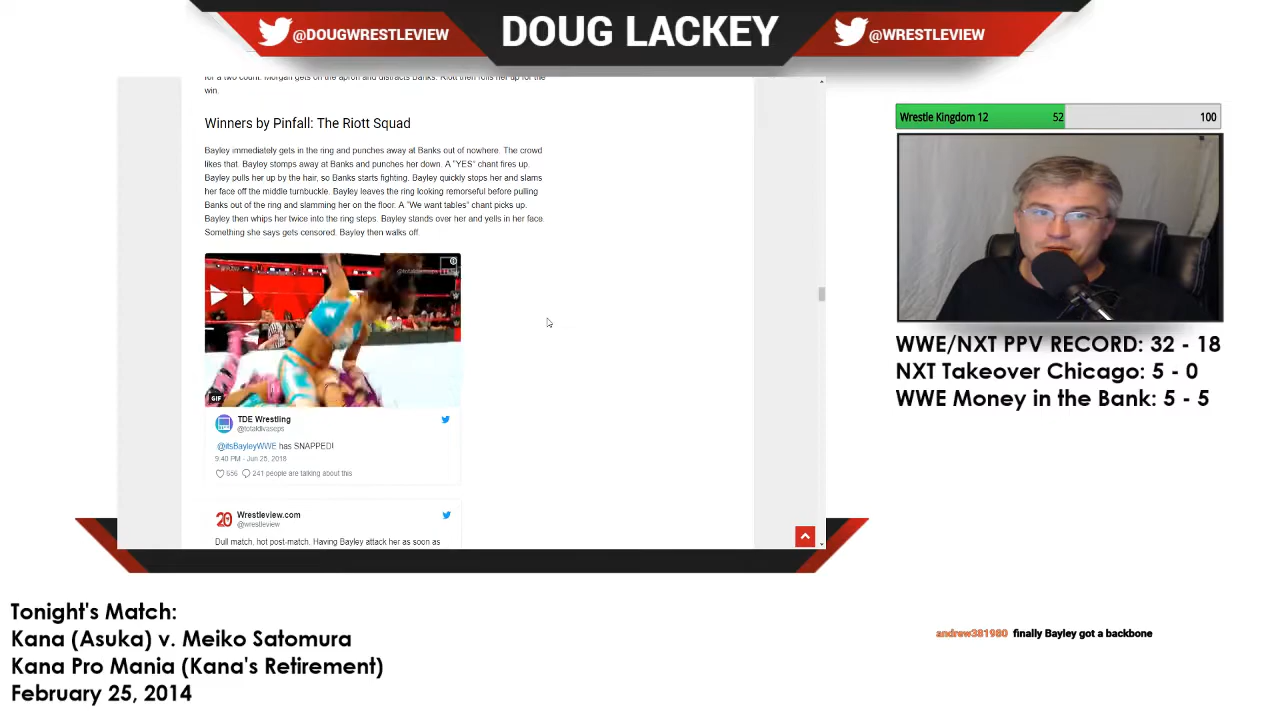 @DOUGWRESTLEVIEW
DOUG LACKEY
@WRESTLEVIEW
for a two count. Morgan gets on the apron and distracts Banks. Riott then rolls her up for the
win.
Winners by Pinfall: The Riott Squad
Bayley immediately gets in the ring and punches away at Banks out of nowhere. The crowd
likes that. Bayley stomps away at Banks and punches her down. A "YES" chant fires up.
Bayley pulls her up by the hair, so Banks starts fighting. Bayley quickly stops her and slams
her face off the middle turnbuckle. Bayley leaves the ring looking remorseful before pulling
Banks out of the ring and slamming her on the floor. A "We want tables" chant picks up.
Bayley then whips her twice into the ring steps. Bayley stands over her and yells in her face.
Something she says gets censored. Bayley then walks off.
GIF
TDE Wrestling
@totaldivaseps
@itsBayleyWWE has SNAPPED!
9:40 PM - Jun 25, 2018
656 241 people are talking about this
20
Wrestleview.com
@wrestleview
Dull match, hot post-match. Having Bayley attack her as soon as
Wrestle Kingdom 12 52 100
WWE/NXT PPV RECORD: 32 - 18
NXT Takeover Chicago: 5 - 0
WWE Money in the Bank: 5 - 5
Tonight's Match:
Kana (Asuka) v. Meiko Satomura
Kana Pro Mania (Kana's Retirement)
February 25, 2014
andrew381980 finally Bayley got a backbone